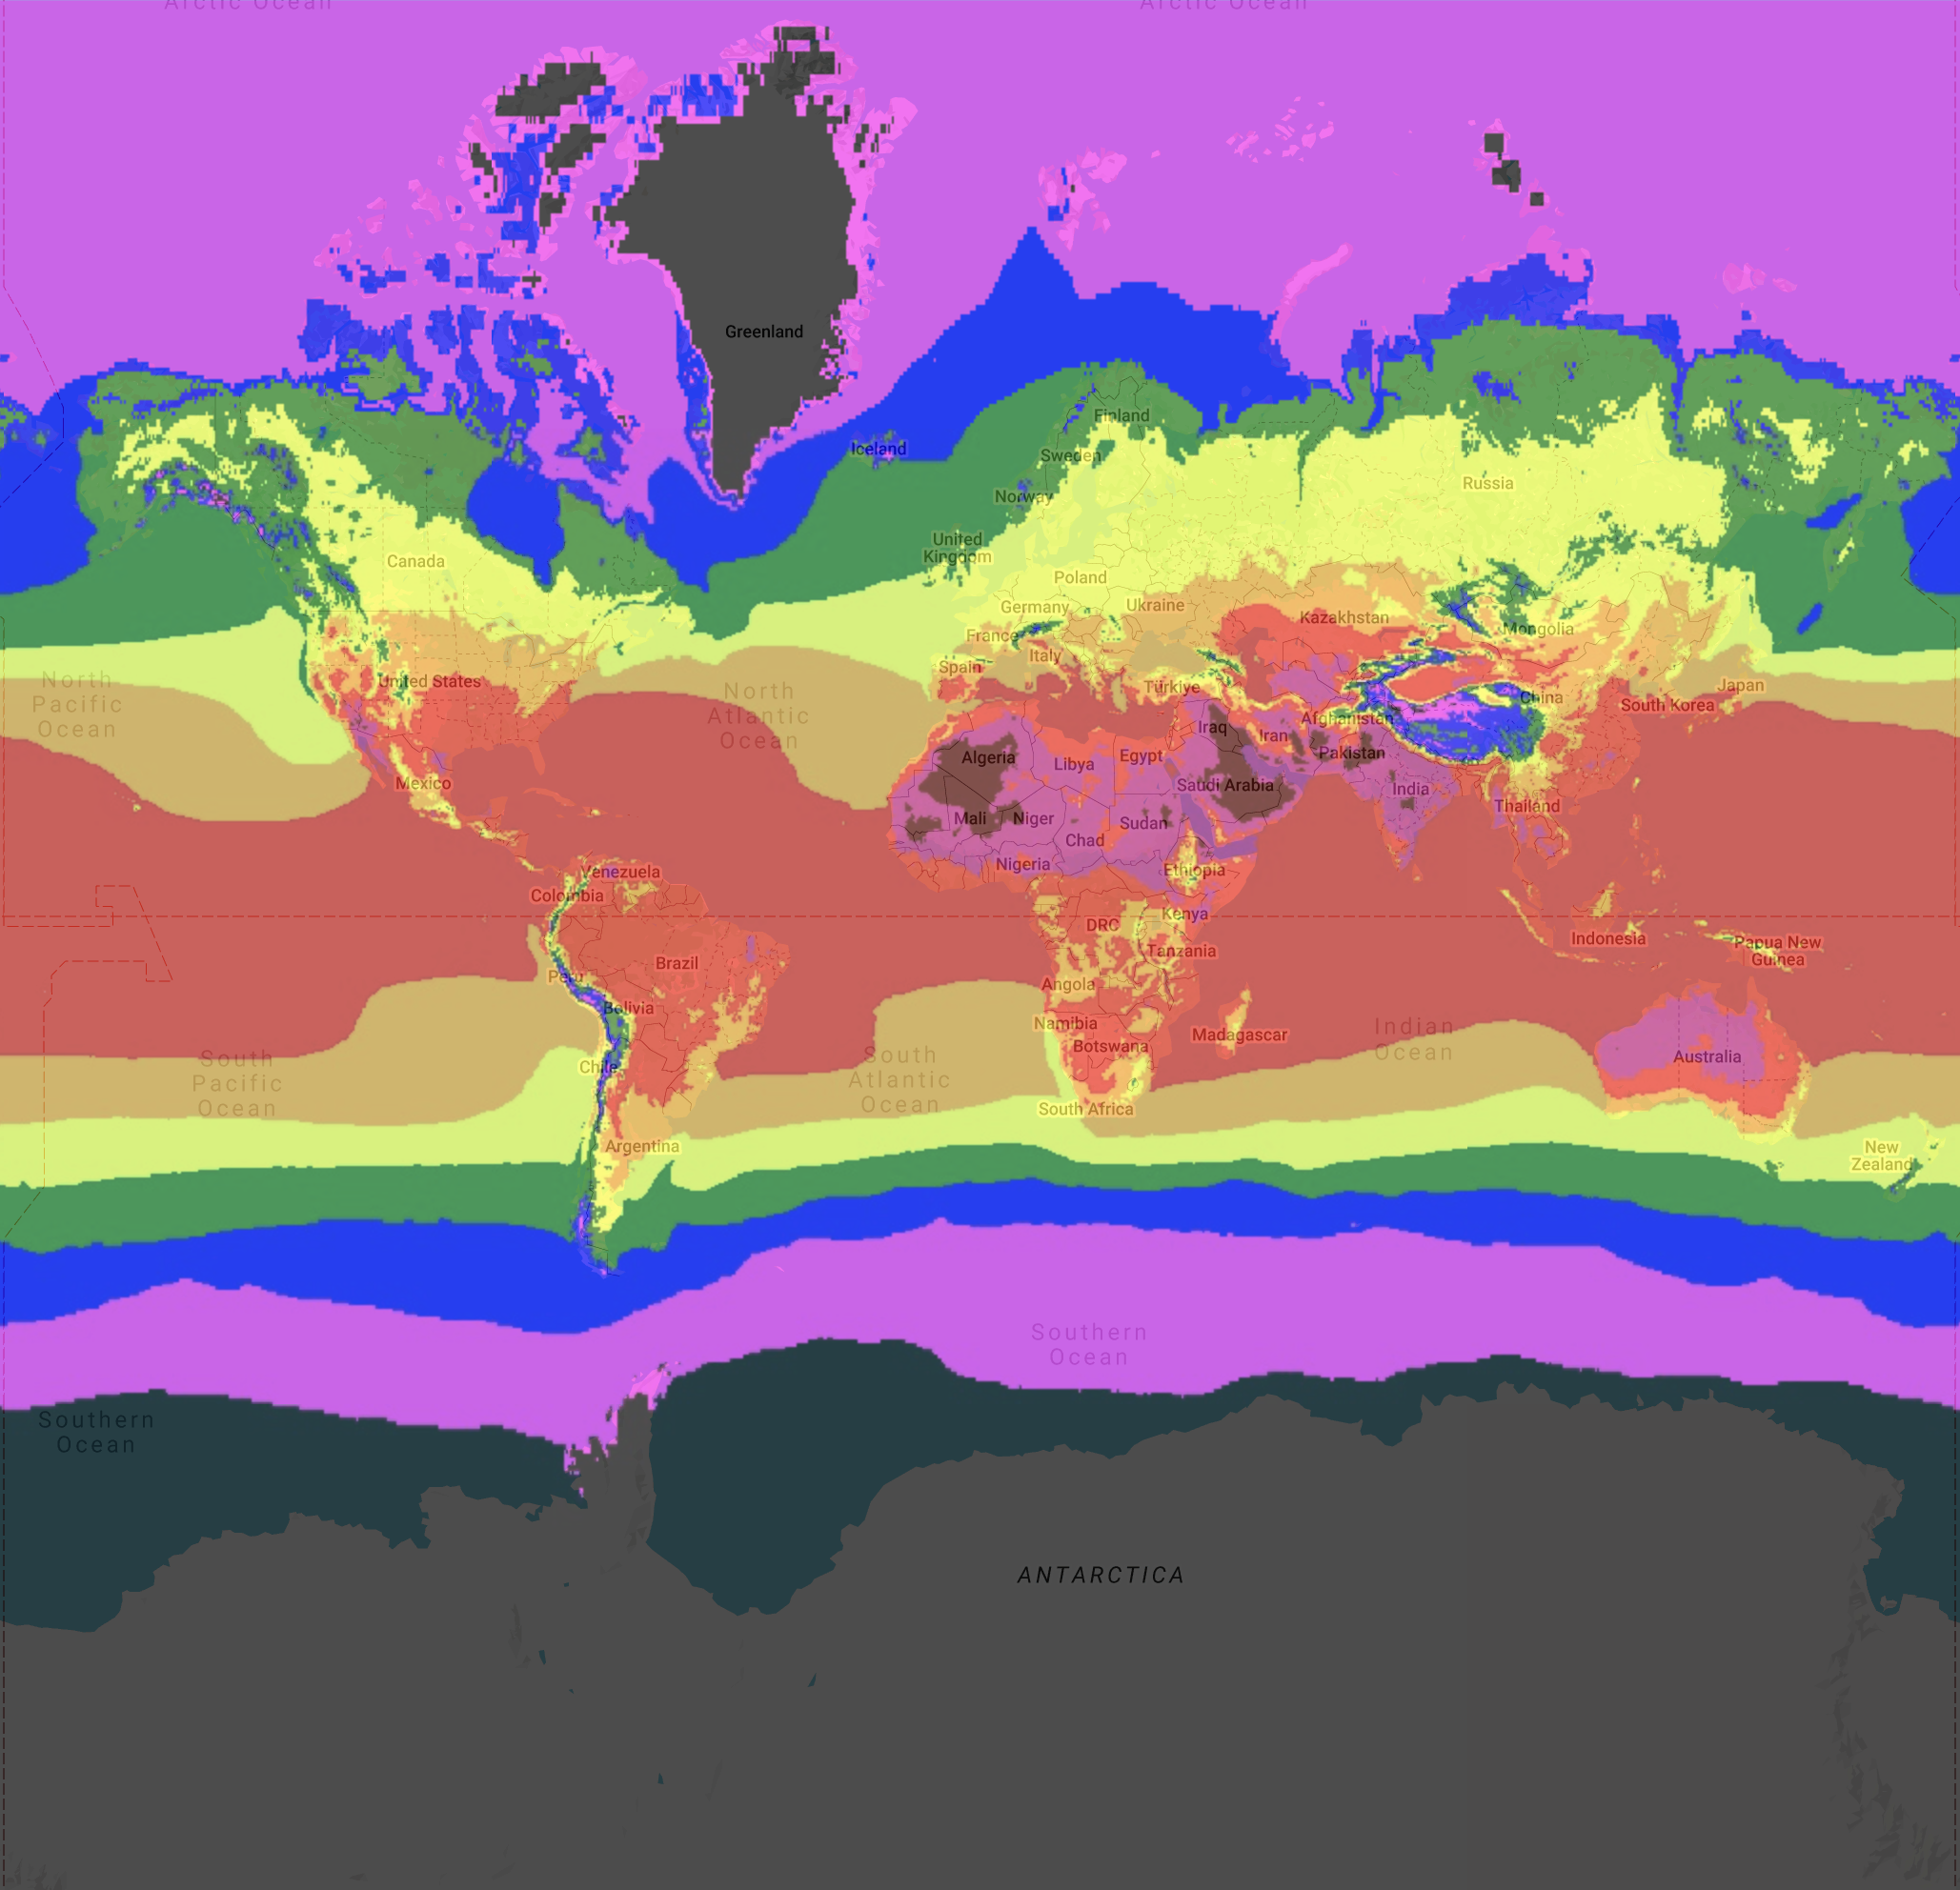 Arctic Ocean
Arctic Ocean
Greenland
Finland
Iceland
Sweden
Russia
Norway
United
Kingdom
Canada
Poland
Germany
Ukraine
Kazakhstan
Mongolia
France
Italy
Spain
United States
Türkiye
China
Japan
South Korea
North
Pacific
Ocean
North
Atlantic
Ocean
Afghanistan
Iraq
Iran
Pakistan
Algeria
Libya
Egypt
Saudi Arabia
India
Mexico
Thailand
Mali
Niger
Sudan
Chad
Nigeria
Ethiopia
Venezuela
Colombia
Kenya
DRC
Tanzania
Indonesia
Papua New
Guinea
Brazil
Peru
Angola
Bolivia
Namibia
Madagascar
Botswana
Indian
Ocean
Australia
Chile
South
Pacific
Ocean
South
Atlantic
Ocean
South Africa
Argentina
New
Zealand
Southern
Ocean
Southern
Ocean
ANTARCTICA